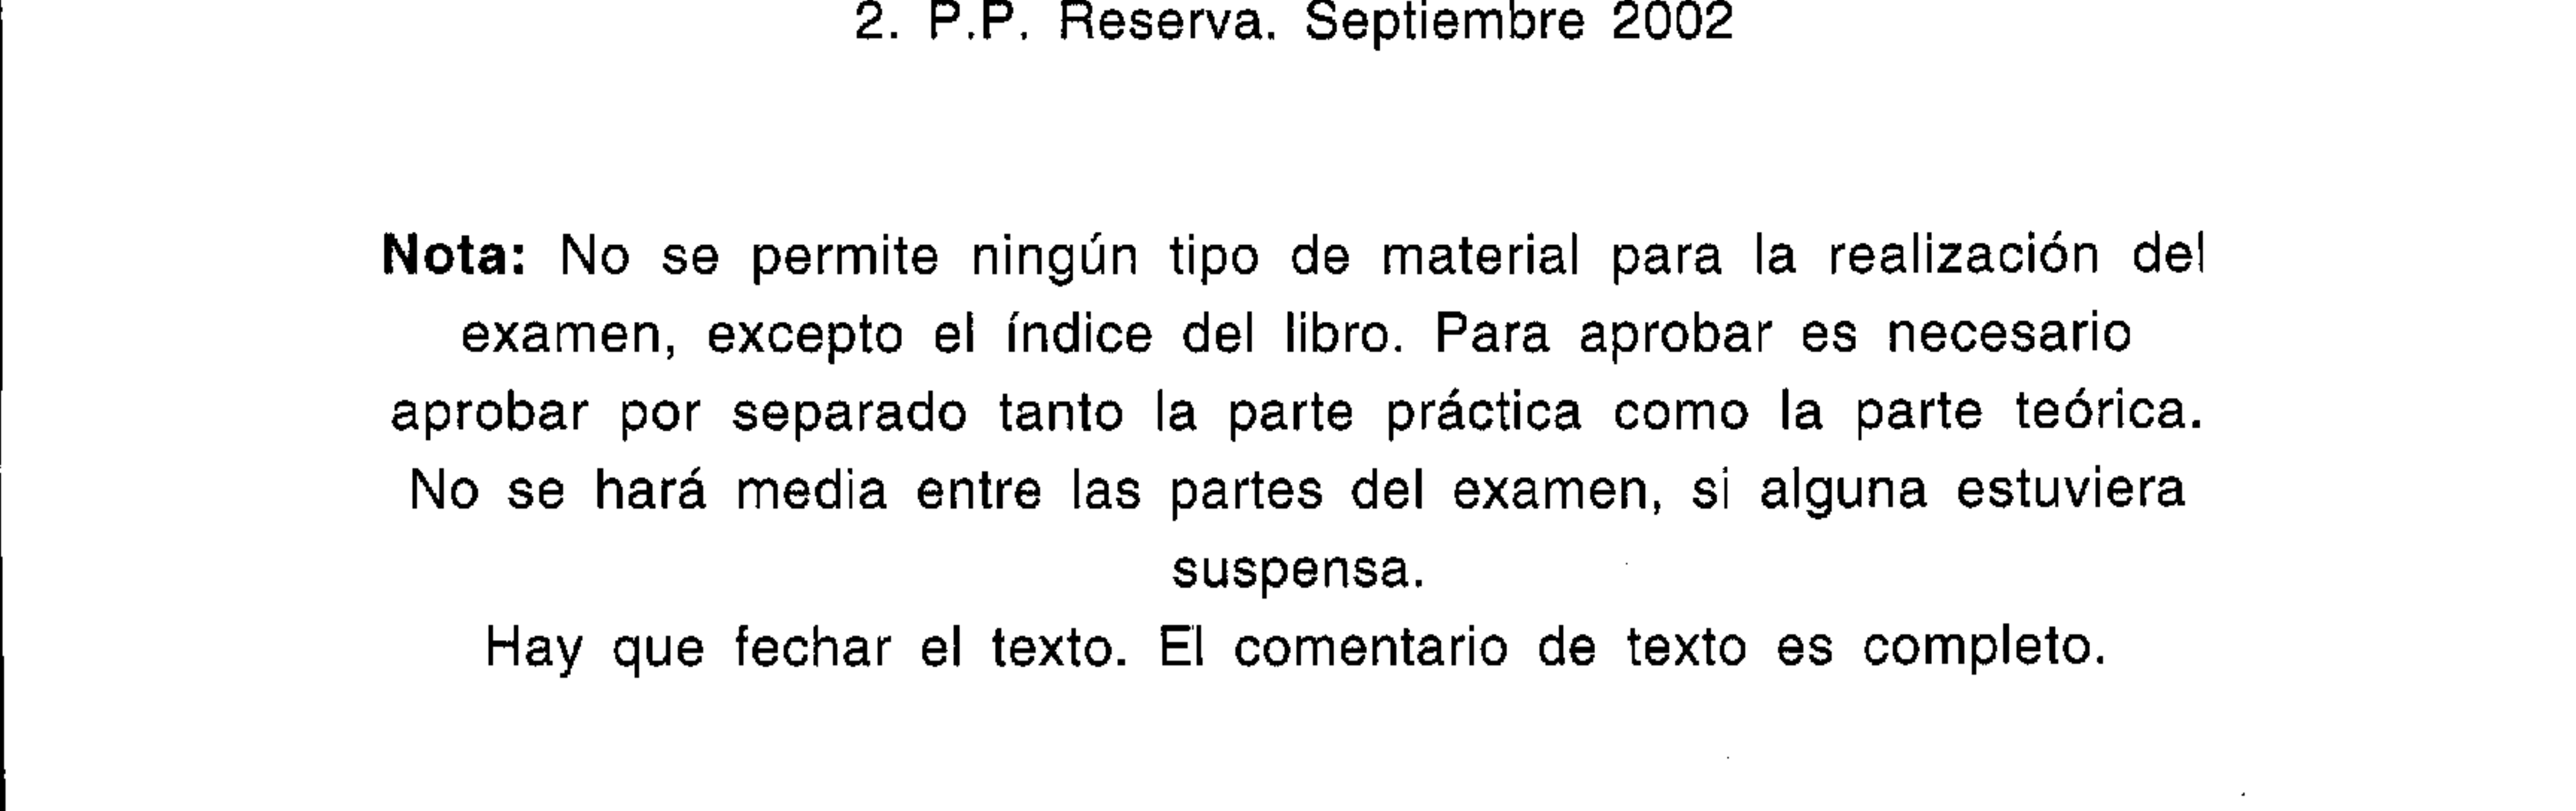 2. P.P. Reserva. Septiembre 2002
Nota: No se permite ningún tipo de material para la realización del
examen, excepto el índice del libro. Para aprobar es necesario
aprobar por separado tanto la parte práctica como la parte teórica.
No se hará media entre las partes del examen, si alguna estuviera
suspensa.
Hay que fechar el texto. El comentario de texto es completo.